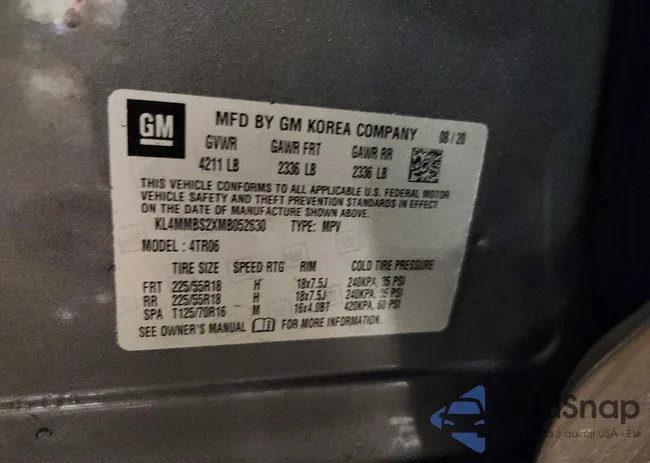 GM
MFD BY GM KOREA COMPANY 08/20
GVWR GAWR FRT GAWR RR
4211 LB 2336 LB 2336 LB
THIS VEHICLE CONFORMS TO ALL APPLICABLE U.S. FEDERAL MOTOR
VEHICLE SAFETY AND THEFT PREVENTION STANDARDS IN EFFECT
ON THE DATE OF MANUFACTURE SHOWN ABOVE.
KL4MMBS2XMB052630 TYPE: MPV
MODEL: 4TR06
TIRE SIZE SPEED RTG RIM COLD TIRE PRESSURE
FRT 225/55R18 H 18x7.5J 240KPA, 35 PSI
RR 225/55R18 H 18x7.5J 240KPA, 35 PSI
SPA T125/70R16 M 16x4.0BT 420KPA, 60 PSI
SEE OWNER'S MANUAL FOR MORE INFORMATION.
Snap
z aukcji USA - EU